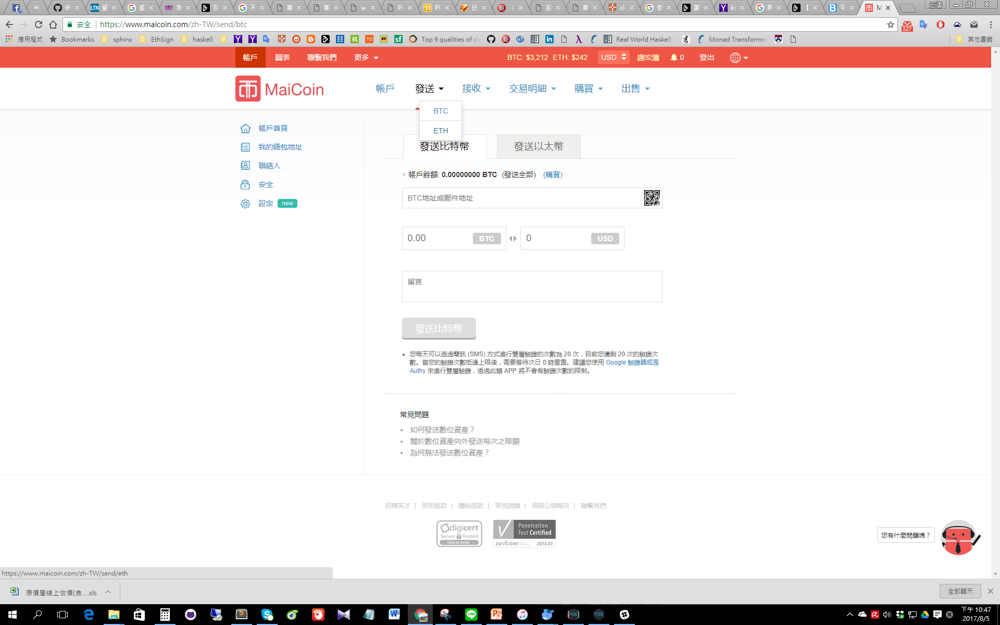 宏濤
安全 https://www.maicoin.com/zh-TW/send/btc
327
應用程式 Bookmarks sphinx EthSign haskell Top 9 qualities of cl Real World Haskell Monad Transforme 其他書籤
帳戶 圖表 聯繫我們 更多 BTC: $3,212 ETH: $242 USD 謝宏濤 0 登出
MaiCoin 帳戶 發送 接收 交易明細 購買 出售
BTC
ETH
帳戶首頁
我的錢包地址
聯絡人
安全
設定 new
發送比特幣 發送以太幣
帳戶餘額: 0.00000000 BTC (發送全部) (購買)
BTC地址或郵件地址
0.00 BTC 0 USD
留言
發送比特幣
您每天可以透過簡訊 (SMS) 方式進行雙層驗證的次數為 20 次，目前您還剩 20 次的驗證次
數。當您的驗證次數抵達上限後，需要等待次日 0 時重置。建議您使用 Google 驗證器或是
Authy 來進行雙層驗證，透過此類 APP 將不會有驗證次數的限制。
常見問題
如何發送數位資產？
關於數位資產向外發送每次之限額
為何無法發送數位資產？
招聘英才 | 使用條款 | 隱私條款 | 常見問題 | 資訊公開報告 | 聯繫我們
digicert
Secure Trusted
Click to Verify
Penetration
Test Certified
DEVCORE 2016.01
您有什麼問題嗎？
https://www.maicoin.com/zh-TW/send/eth
原價屋線上估價(含....xls 全部顯示
下午 10:47
2017/8/5